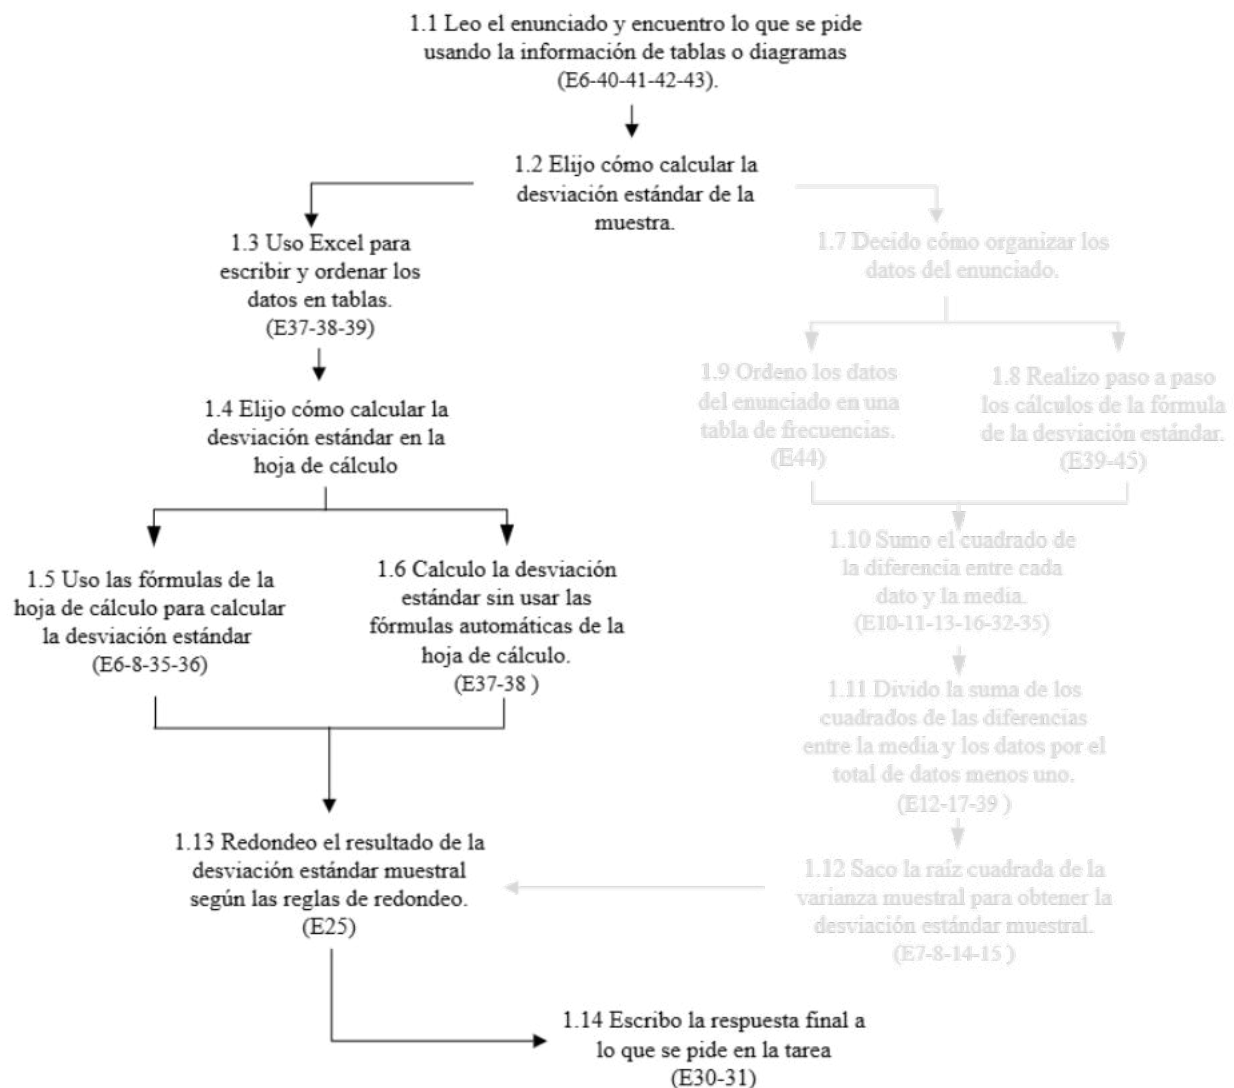 1.1 Leo el enunciado y encuentro lo que se pide
usando la información de tablas o diagramas
(E6-40-41-42-43).
1.2 Elijo cómo calcular la
desviación estándar de la
muestra.
1.3 Uso Excel para
escribir y ordenar los
datos en tablas.
(E37-38-39)
1.4 Elijo cómo calcular la
desviación estándar en la
hoja de cálculo
1.5 Uso las fórmulas de la
hoja de cálculo para calcular
la desviación estándar
(E6-8-35-36)
1.6 Calculo la desviación
estándar sin usar las
fórmulas automáticas de la
hoja de cálculo.
(E37-38 )
1.7 Decido cómo organizar los
datos del enunciado.
1.9 Ordeno los datos
del enunciado en una
tabla de frecuencias.
(E44)
1.8 Realizo paso a paso
los cálculos de la fórmula
de la desviación estándar.
(E39-45)
1.10 Sumo el cuadrado de
la diferencia entre cada
dato y la media.
(E10-11-13-16-32-35)
1.11 Divido la suma de los
cuadrados de las diferencias
entre la media y los datos por el
total de datos menos uno.
(E12-17-39 )
1.12 Saco la raíz cuadrada de la
varianza muestral para obtener la
desviación estándar muestral.
(E7-8-14-15 )
1.13 Redondeo el resultado de la
desviación estándar muestral
según las reglas de redondeo.
(E25)
1.14 Escribo la respuesta final a
lo que se pide en la tarea
(E30-31)